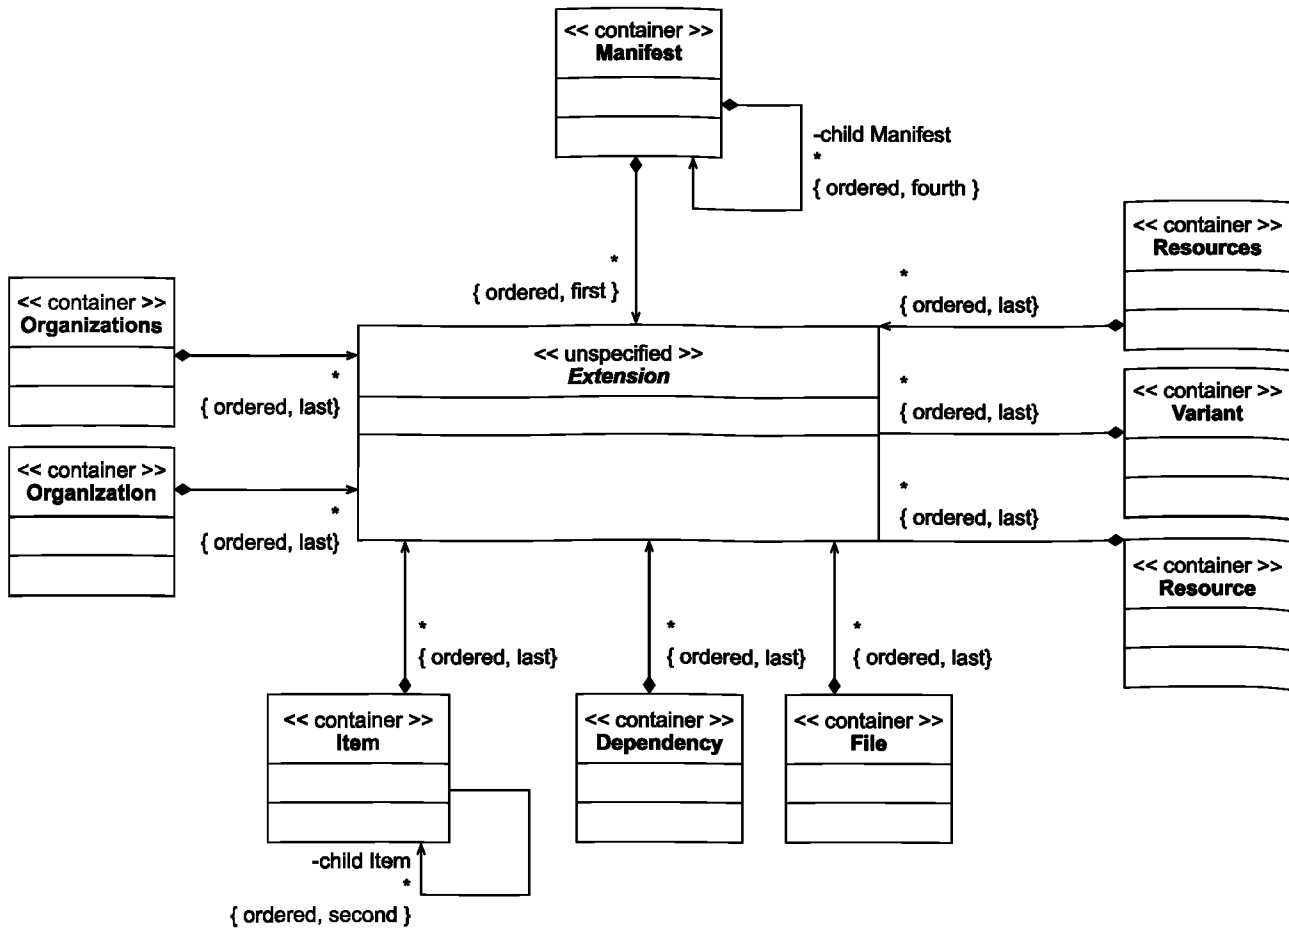 << container >>
Manifest
-child Manifest
*
{ ordered, fourth }
*
{ ordered, first }
<< container >>
Organizations
*
{ ordered, last}
<< container >>
Organization
*
{ ordered, last}
<< unspecified >>
Extension
<< container >>
Resources
*
{ ordered, last}
<< container >>
Variant
*
{ ordered, last}
<< container >>
Resource
*
{ ordered, last}
*
{ ordered, last}
<< container >>
Item
-child Item
*
{ ordered, second }
*
{ ordered, last}
<< container >>
Dependency
*
{ ordered, last}
<< container >>
File